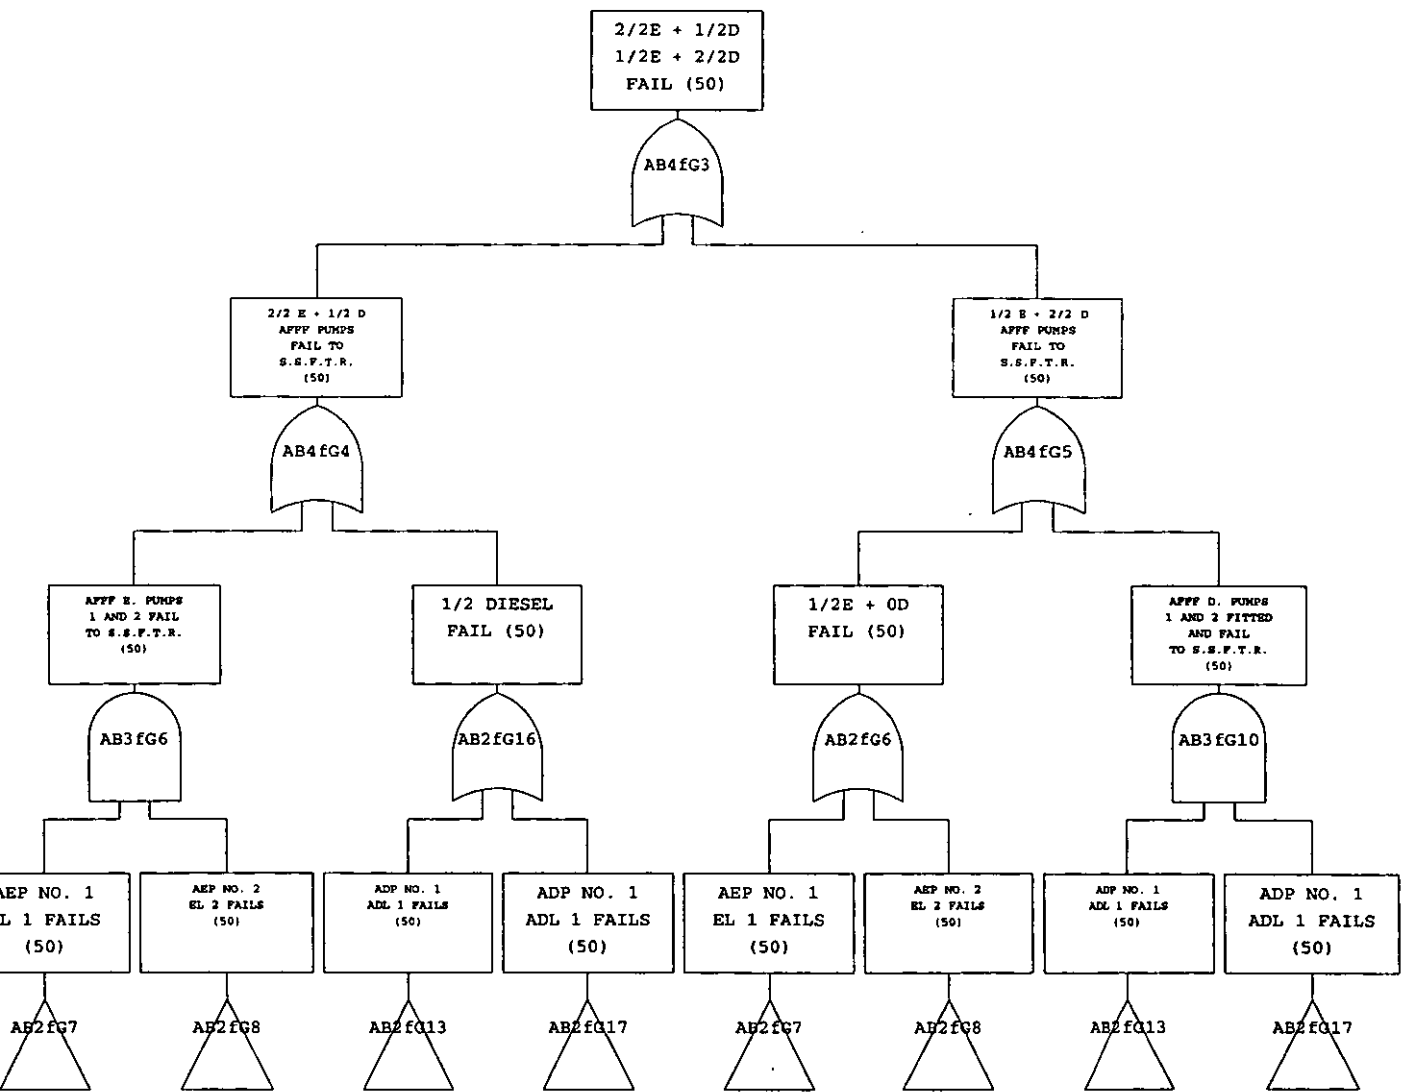 2/2E + 1/2D
1/2E + 2/2D
FAIL (50)
AB4fG3
2/2 E + 1/2 D
AFFF PUMPS
FAIL TO
S.S.F.T.R.
(50)
1/2 E + 2/2 D
AFFF PUMPS
FAIL TO
S.S.F.T.R.
(50)
AB4fG4
AB4fG5
AFFF E. PUMPS
1 AND 2 FAIL
TO S.S.F.T.R.
(50)
1/2 DIESEL
FAIL (50)
1/2E + 0D
FAIL (50)
AFFF D. PUMPS
1 AND 2 FITTED
AND FAIL
TO S.S.F.T.R.
(50)
AB3fG6
AB2fG16
AB2fG6
AB3fG10
AEP NO. 1
L 1 FAILS
(50)
AEP NO. 2
EL 2 FAILS
(50)
ADP NO. 1
ADL 1 FAILS
(50)
ADP NO. 1
ADL 1 FAILS
(50)
AEP NO. 1
EL 1 FAILS
(50)
AEP NO. 2
EL 2 FAILS
(50)
ADP NO. 1
ADL 1 FAILS
(50)
ADP NO. 1
ADL 1 FAILS
(50)
AB2fG7
AB2fG8
AB2fG13
AB2fG17
AB2fG7
AB2fG8
AB2fG13
AB2fG17